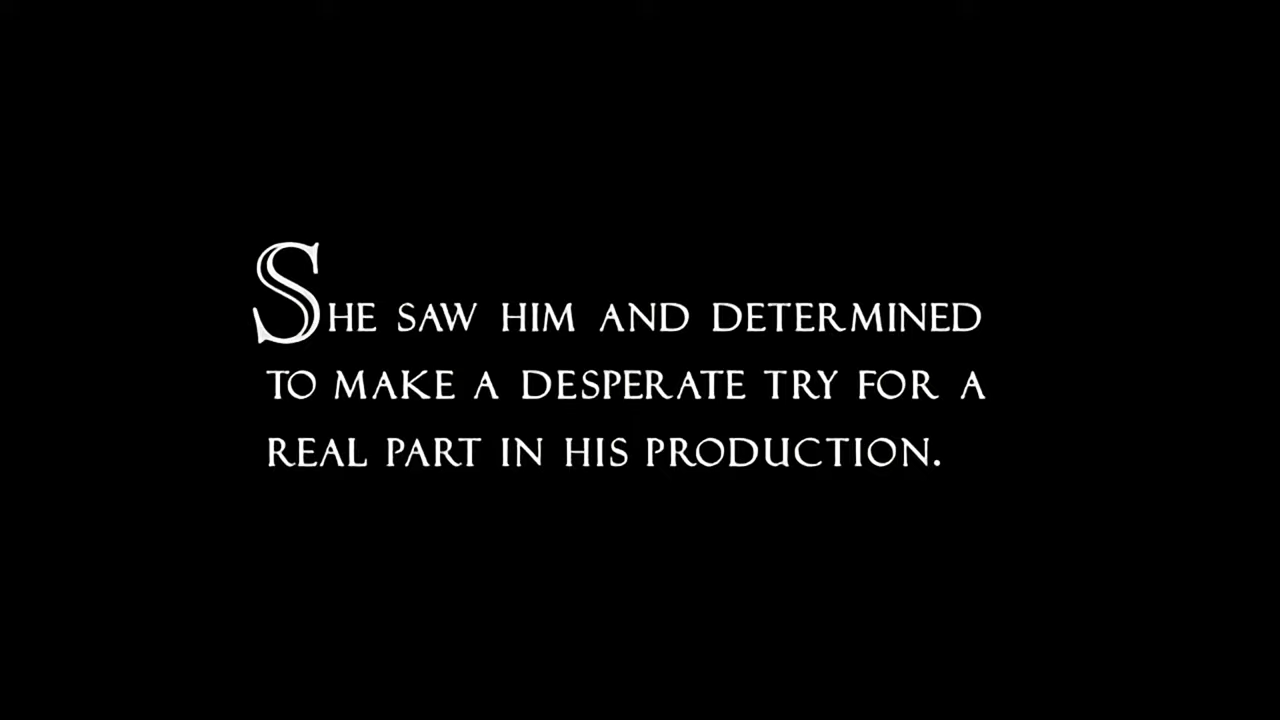 SHE SAW HIM AND DETERMINED
TO MAKE A DESPERATE TRY FOR A
REAL PART IN HIS PRODUCTION.